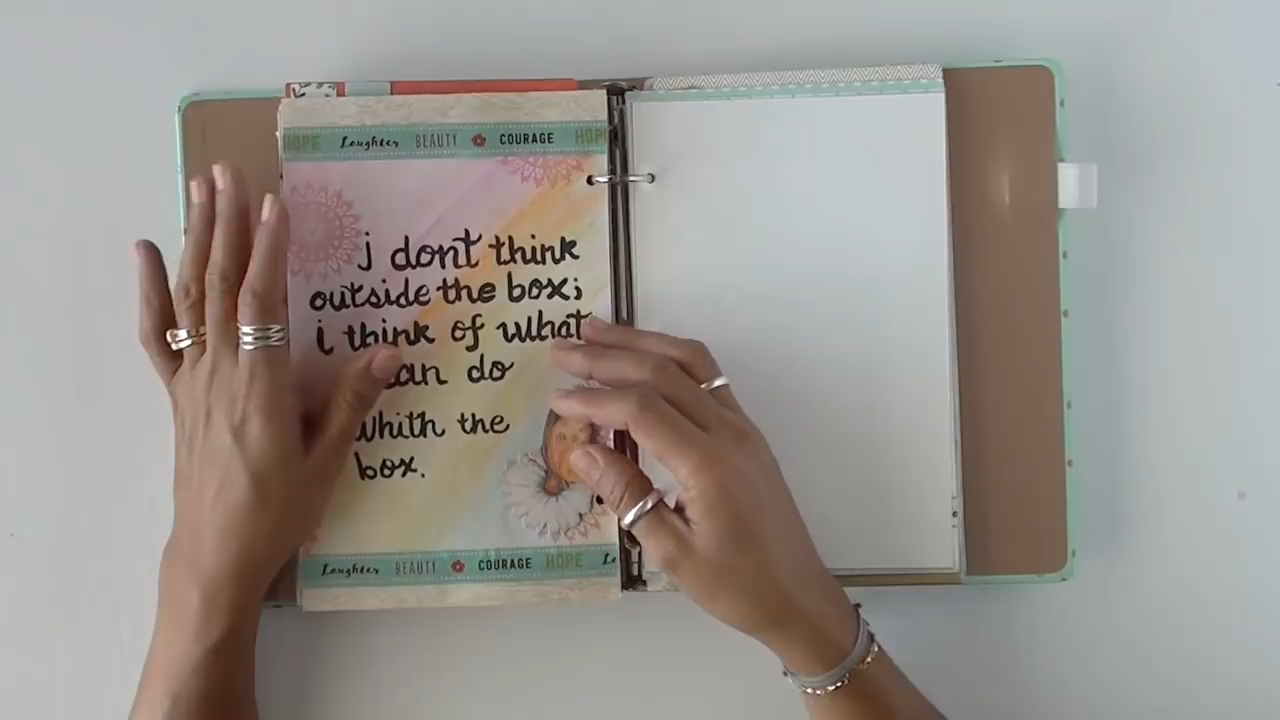 HOPE Laughter BEAUTY COURAGE HOPE
j dont think
outside the box;
i think of what
can do
whith the
box.
Laughter BEAUTY COURAGE HOPE